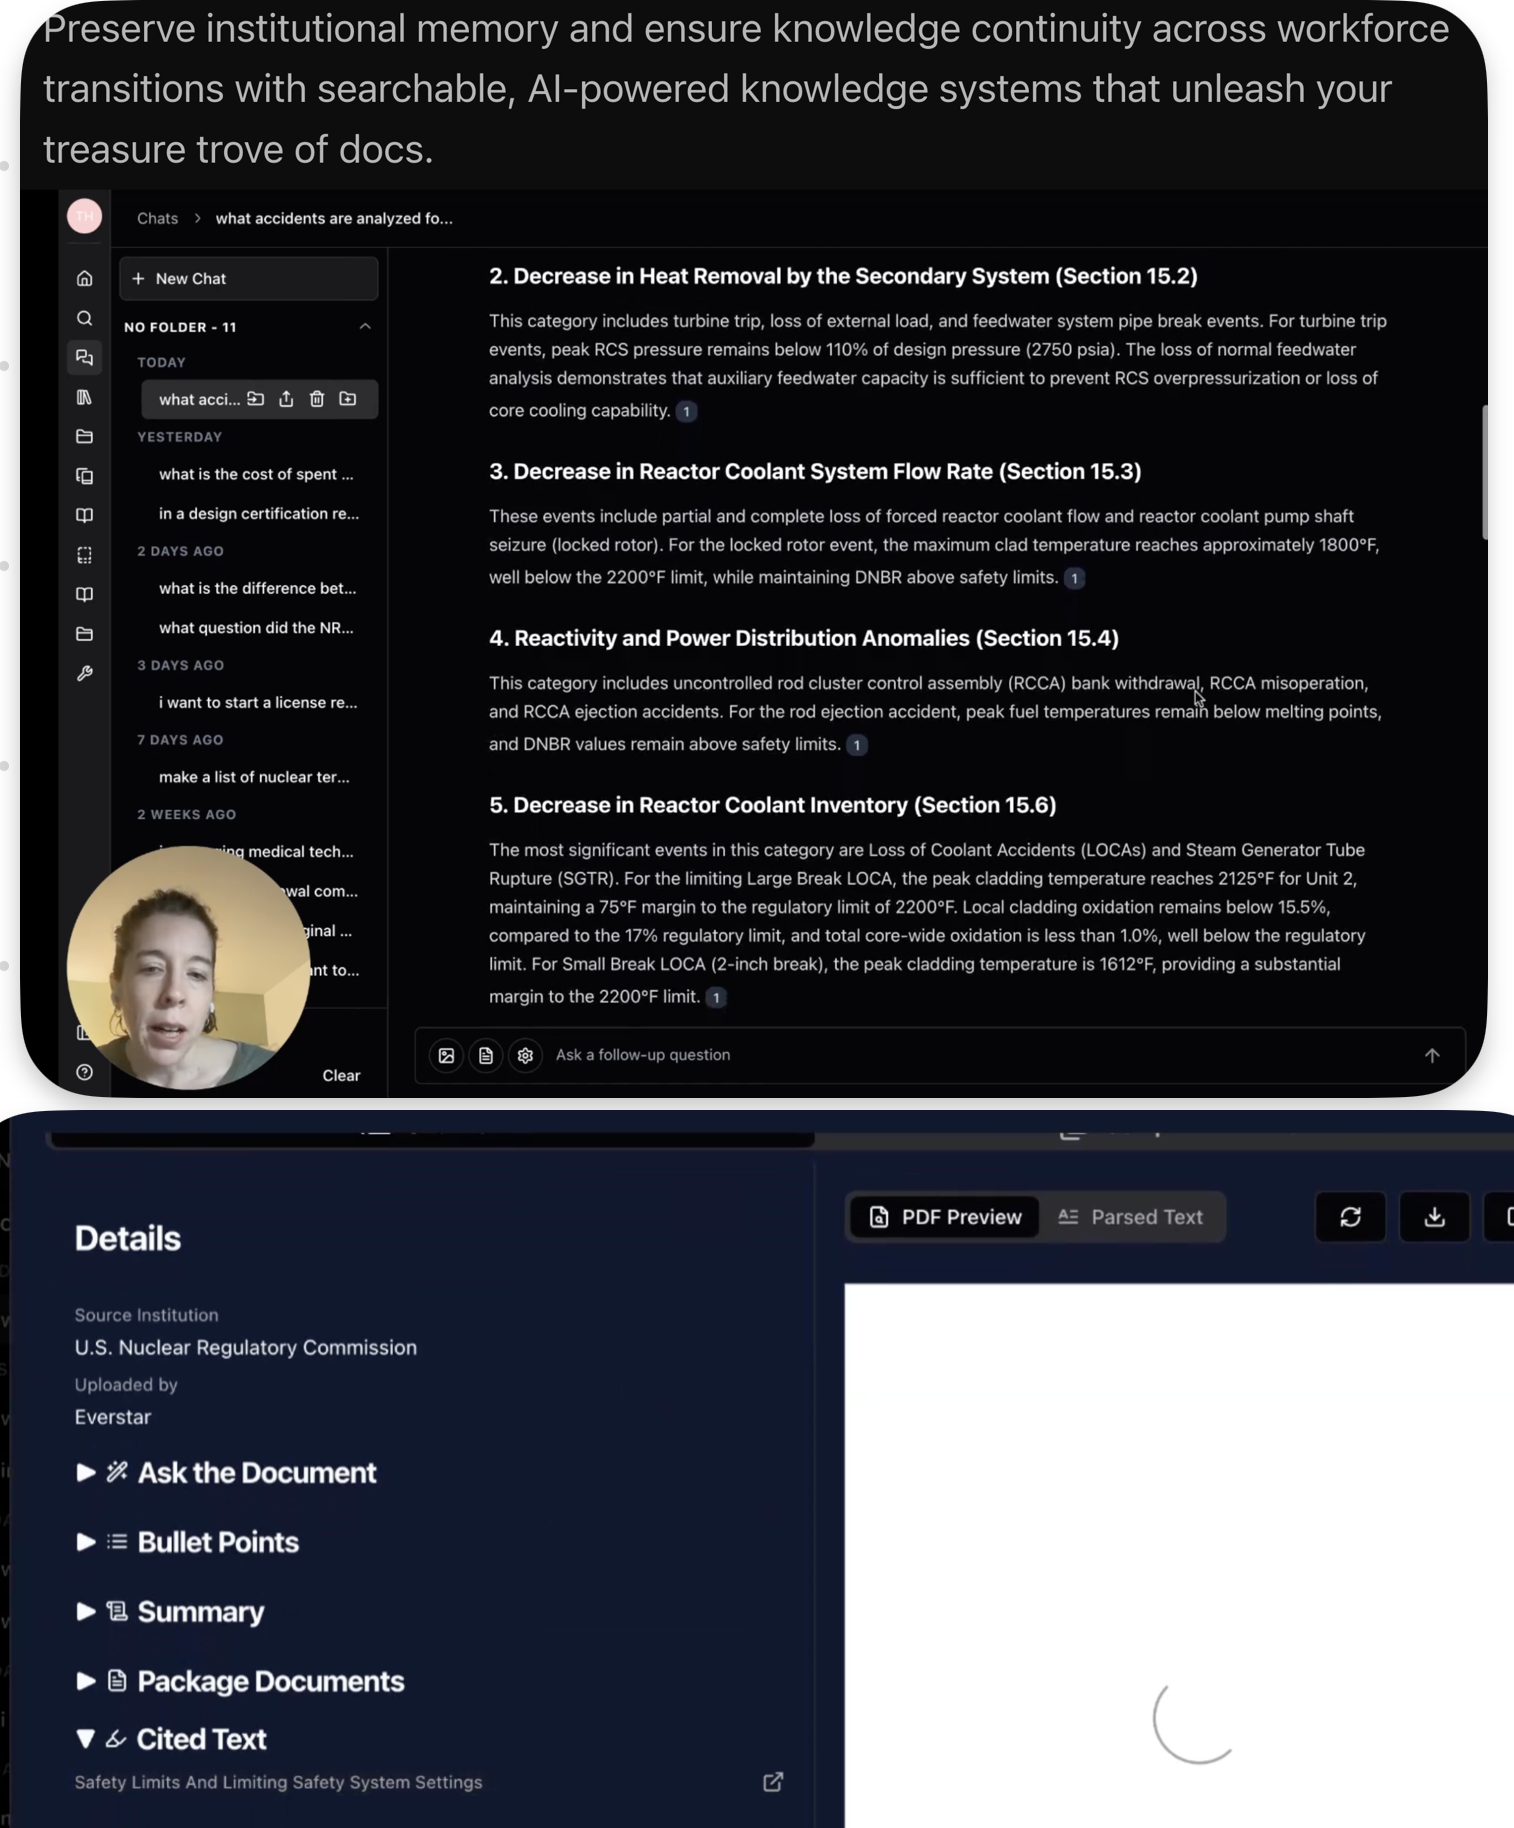 Preserve institutional memory and ensure knowledge continuity across workforce
transitions with searchable, AI-powered knowledge systems that unleash your
treasure trove of docs.
TH
Chats > what accidents are analyzed fo...
+ New Chat
NO FOLDER - 11
TODAY
what acci...
YESTERDAY
what is the cost of spent ...
in a design certification re...
2 DAYS AGO
what is the difference bet...
what question did the NR...
3 DAYS AGO
i want to start a license re...
7 DAYS AGO
make a list of nuclear ter...
2 WEEKS AGO
medical tech...
com...
...
to...
Clear
2. Decrease in Heat Removal by the Secondary System (Section 15.2)
This category includes turbine trip, loss of external load, and feedwater system pipe break events. For turbine trip
events, peak RCS pressure remains below 110% of design pressure (2750 psia). The loss of normal feedwater
analysis demonstrates that auxiliary feedwater capacity is sufficient to prevent RCS overpressurization or loss of
core cooling capability. 1
3. Decrease in Reactor Coolant System Flow Rate (Section 15.3)
These events include partial and complete loss of forced reactor coolant flow and reactor coolant pump shaft
seizure (locked rotor). For the locked rotor event, the maximum clad temperature reaches approximately 1800°F,
well below the 2200°F limit, while maintaining DNBR above safety limits. 1
4. Reactivity and Power Distribution Anomalies (Section 15.4)
This category includes uncontrolled rod cluster control assembly (RCCA) bank withdrawal, RCCA misoperation,
and RCCA ejection accidents. For the rod ejection accident, peak fuel temperatures remain below melting points,
and DNBR values remain above safety limits. 1
5. Decrease in Reactor Coolant Inventory (Section 15.6)
The most significant events in this category are Loss of Coolant Accidents (LOCAs) and Steam Generator Tube
Rupture (SGTR). For the limiting Large Break LOCA, the peak cladding temperature reaches 2125°F for Unit 2,
maintaining a 75°F margin to the regulatory limit of 2200°F. Local cladding oxidation remains below 15.5%,
compared to the 17% regulatory limit, and total core-wide oxidation is less than 1.0%, well below the regulatory
limit. For Small Break LOCA (2-inch break), the peak cladding temperature is 1612°F, providing a substantial
margin to the 2200°F limit. 1
Ask a follow-up question
Details
Source Institution
U.S. Nuclear Regulatory Commission
Uploaded by
Everstar
Ask the Document
Bullet Points
Summary
Package Documents
Cited Text
Safety Limits And Limiting Safety System Settings
PDF Preview
Parsed Text